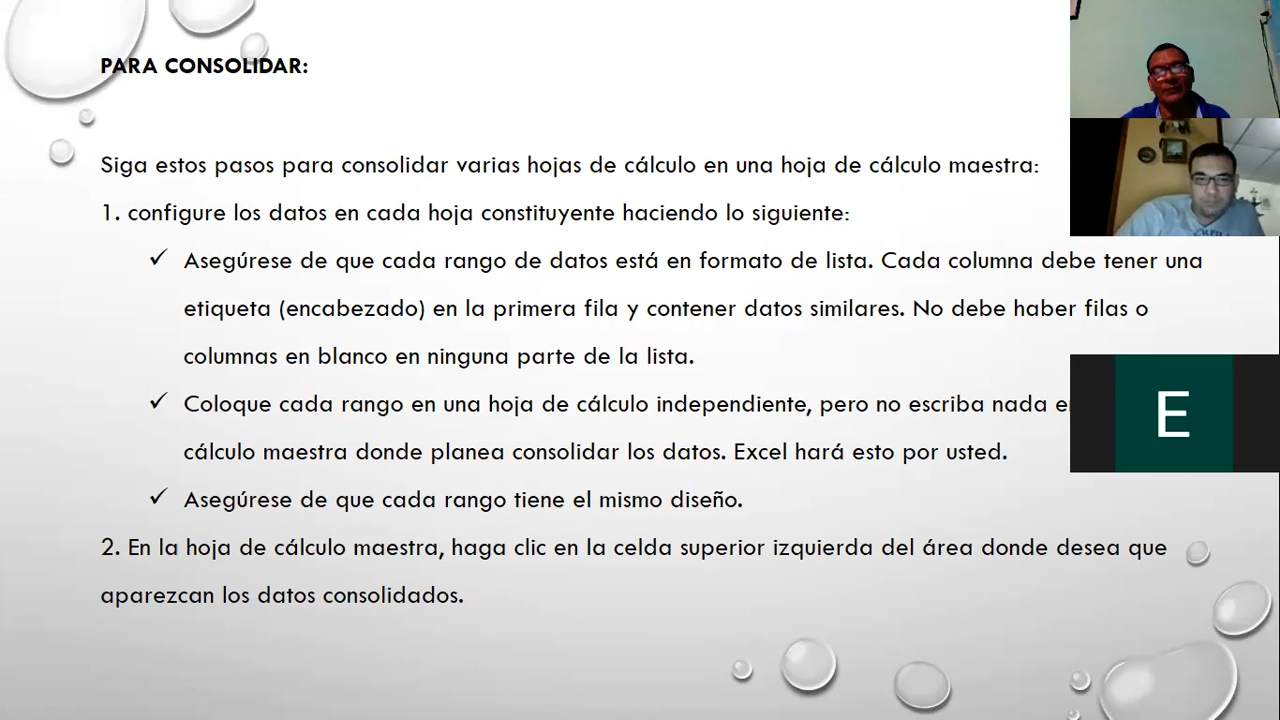 PARA CONSOLIDAR:
Siga estos pasos para consolidar varias hojas de cálculo en una hoja de cálculo maestra:
1. configure los datos en cada hoja constituyente haciendo lo siguiente:
✓ Asegúrese de que cada rango de datos está en formato de lista. Cada columna debe tener una
etiqueta (encabezado) en la primera fila y contener datos similares. No debe haber filas o
columnas en blanco en ninguna parte de la lista.
✓ Coloque cada rango en una hoja de cálculo independiente, pero no escriba nada
cálculo maestra donde planea consolidar los datos. Excel hará esto por usted.
✓ Asegúrese de que cada rango tiene el mismo diseño.
2. En la hoja de cálculo maestra, haga clic en la celda superior izquierda del área donde desea que
aparezcan los datos consolidados.
E